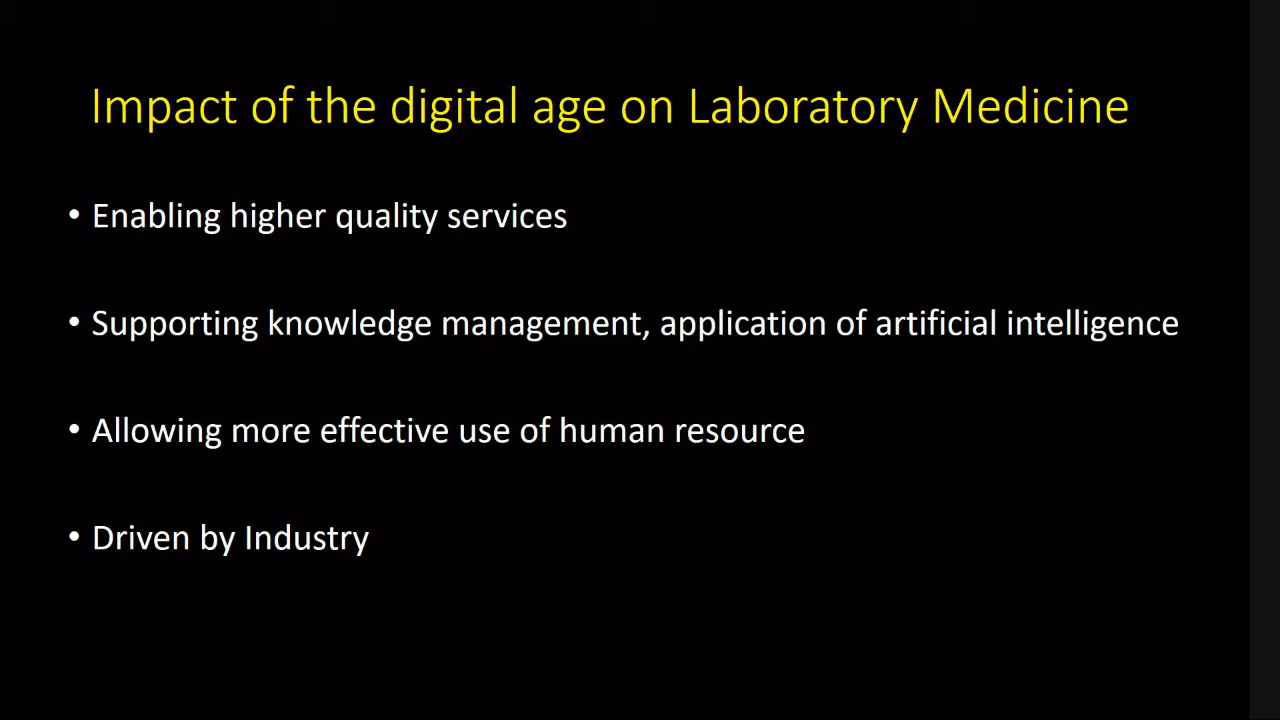 Impact of the digital age on Laboratory Medicine
• Enabling higher quality services
• Supporting knowledge management, application of artificial intelligence
• Allowing more effective use of human resource
• Driven by Industry